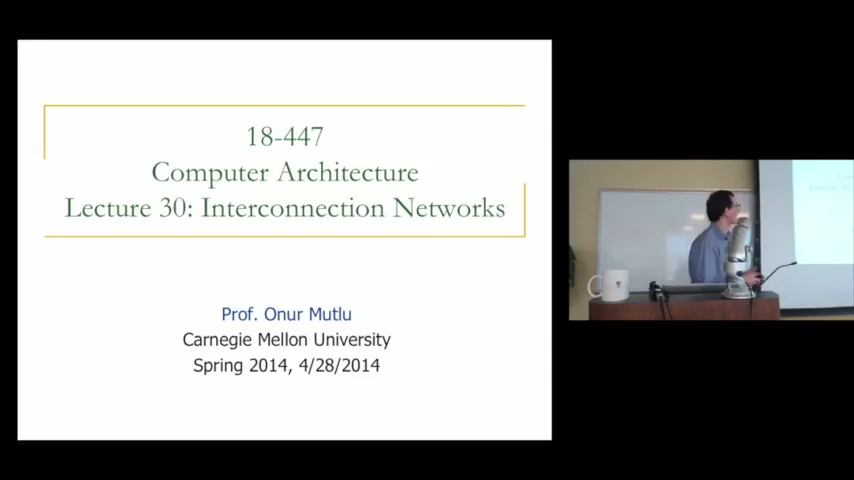 18-447
Computer Architecture
Lecture 30: Interconnection Networks
Prof. Onur Mutlu
Carnegie Mellon University
Spring 2014, 4/28/2014